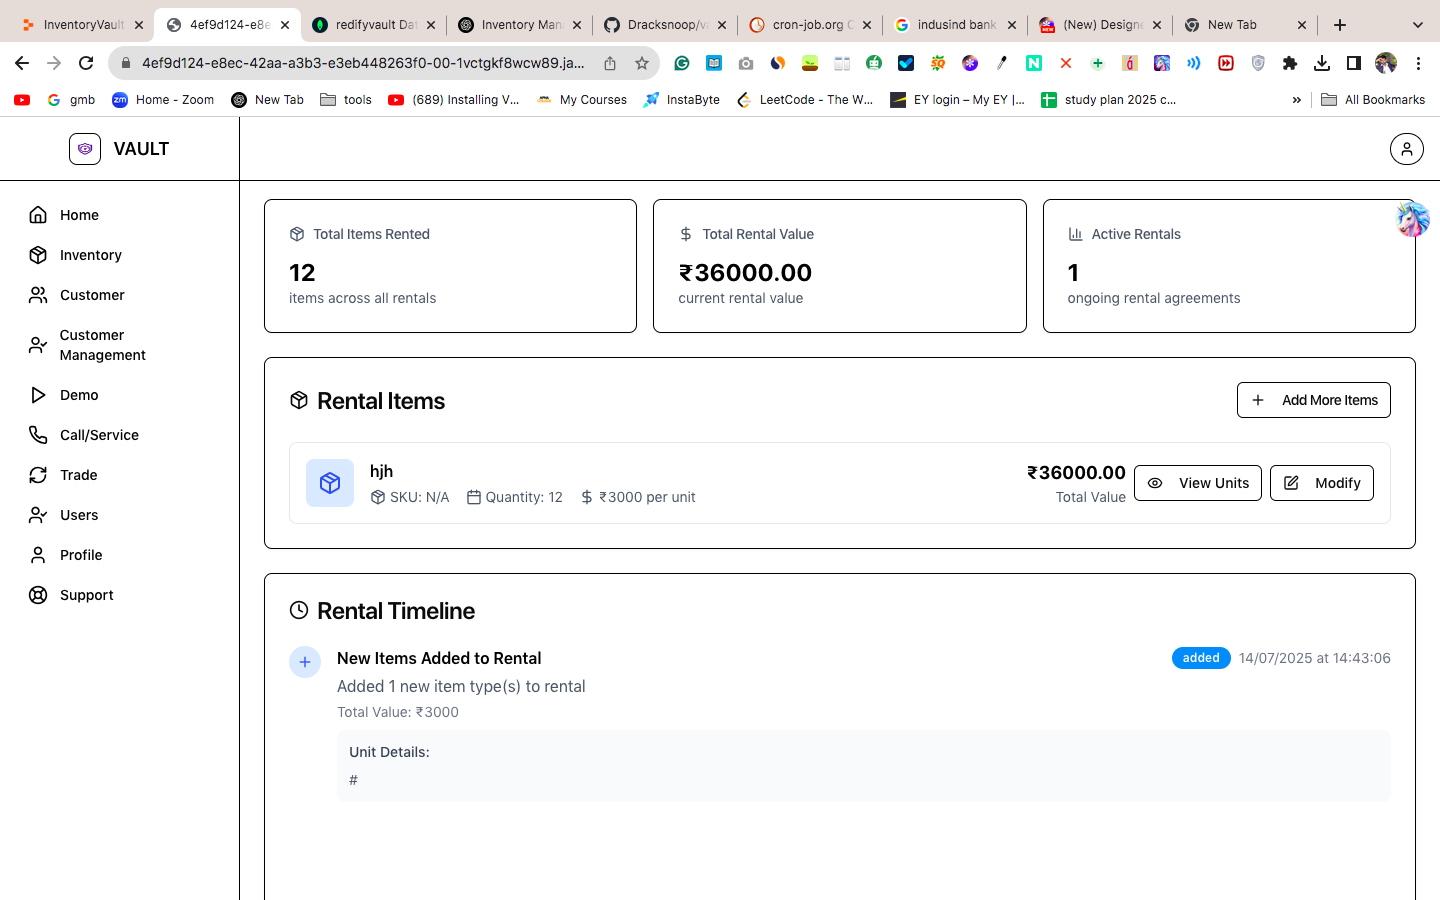 InventoryVault
4ef9d124-e8e
redifyvault Dat
Inventory Man
Dracksnoop/va
cron-job.org C
indusind bank
(New) Designe
New Tab
4ef9d124-e8ec-42aa-a3b3-e3eb448263f0-00-1vctgkf8wcw89.ja...
gmb
Home - Zoom
New Tab
tools
(689) Installing V...
My Courses
InstaByte
LeetCode - The W...
EY login – My EY |...
study plan 2025 c...
»
All Bookmarks
VAULT
Home
Inventory
Customer
Customer
Management
Demo
Call/Service
Trade
Users
Profile
Support
Total Items Rented
12
items across all rentals
Total Rental Value
₹36000.00
current rental value
Active Rentals
1
ongoing rental agreements
Rental Items
Add More Items
hjh
SKU: N/A Quantity: 12 ₹3000 per unit
₹36000.00
Total Value
View Units
Modify
Rental Timeline
New Items Added to Rental
added 14/07/2025 at 14:43:06
Added 1 new item type(s) to rental
Total Value: ₹3000
Unit Details:
#